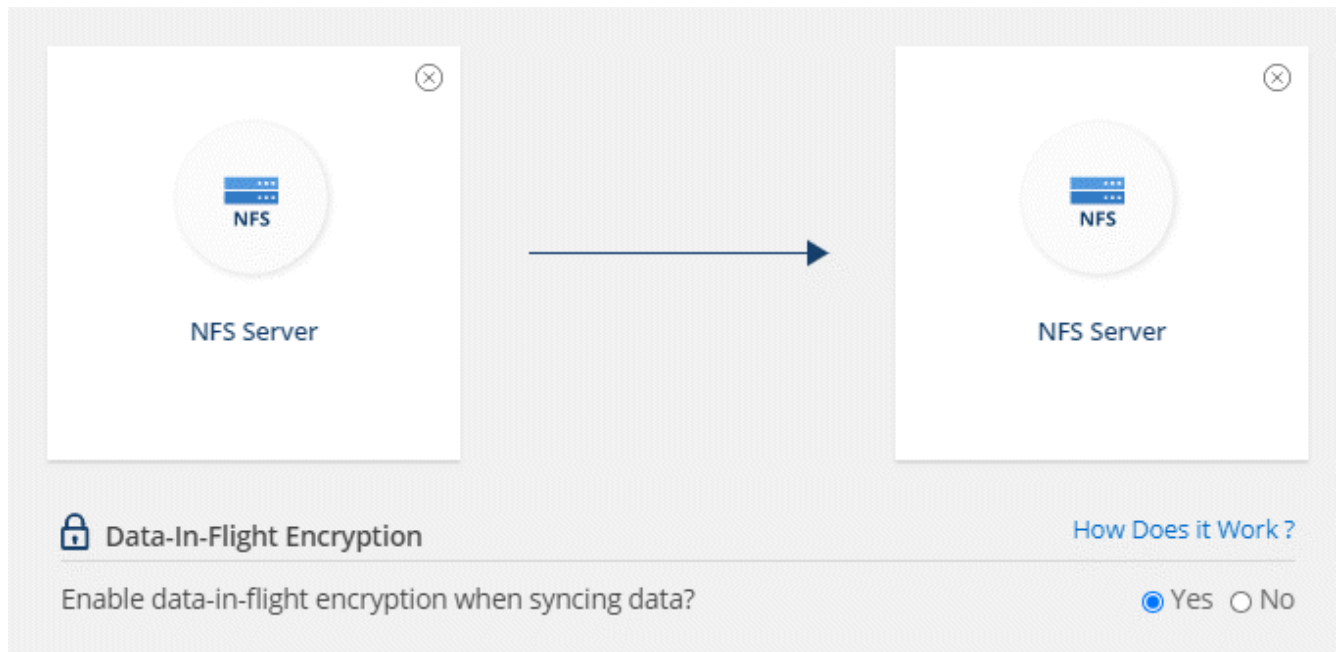 NFS
NFS Server
NFS
NFS Server
Data-In-Flight Encryption
How Does it Work ?
Enable data-in-flight encryption when syncing data?
Yes No